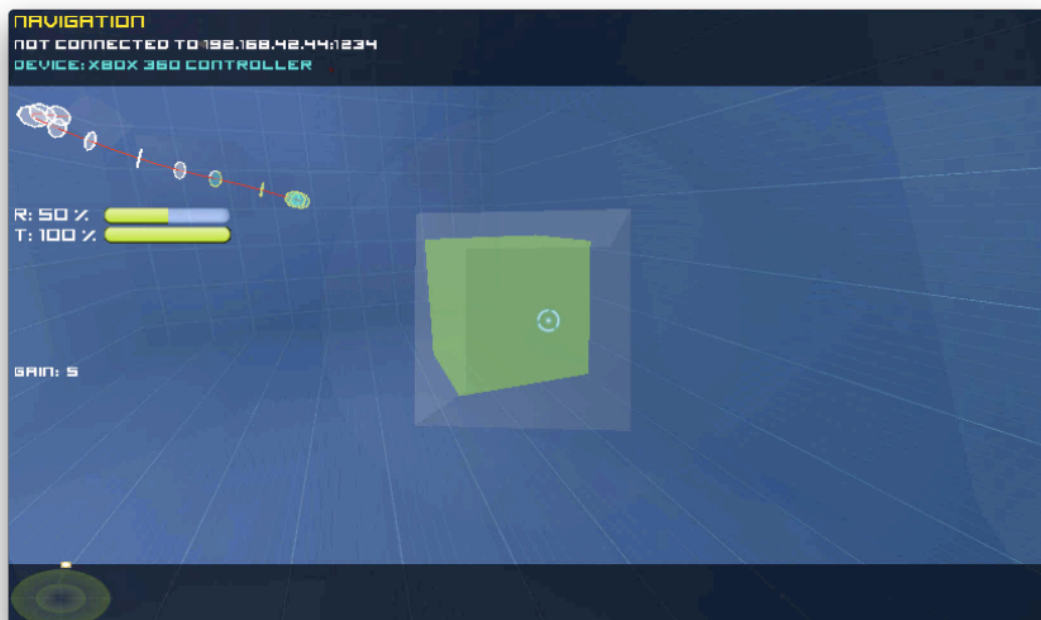 NAVIGATION
NOT CONNECTED TO 192.168.42.44:1234
DEVICE: XBOX 360 CONTROLLER
R: 50 %
T: 100 %
GAIN: 5